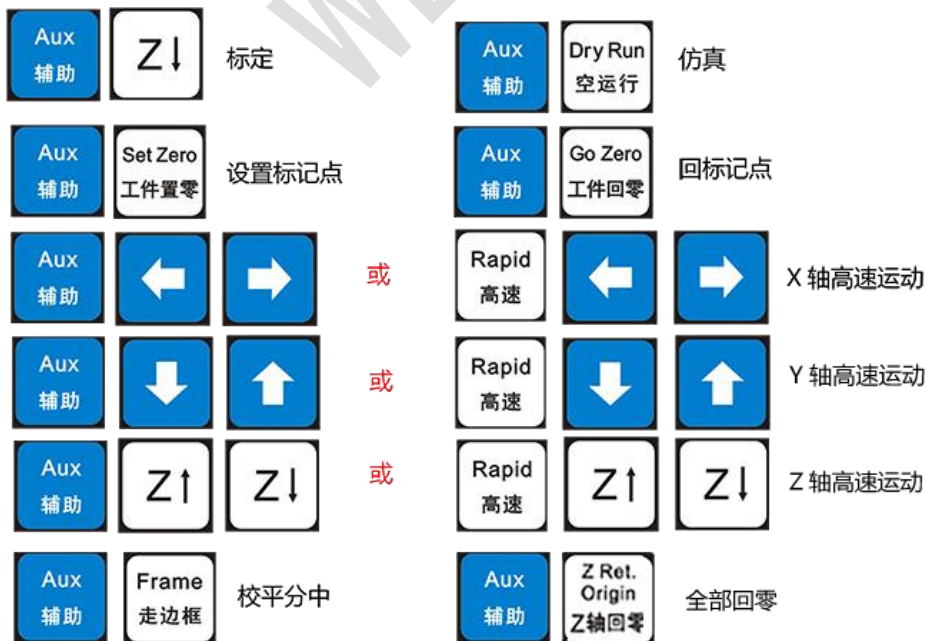 Aux
辅助
Z↓
标定
Aux
辅助
Dry Run
空运行
仿真
Aux
辅助
Set Zero
工件置零
设置标记点
Aux
辅助
Go Zero
工件回零
回标记点
Aux
辅助
或
Rapid
高速
X 轴高速运动
Aux
辅助
或
Rapid
高速
Y 轴高速运动
Aux
辅助
Z↑
Z↓
或
Rapid
高速
Z↑
Z↓
Z 轴高速运动
Aux
辅助
Frame
走边框
校平分中
Aux
辅助
Z Ret.
Origin
Z轴回零
全部回零